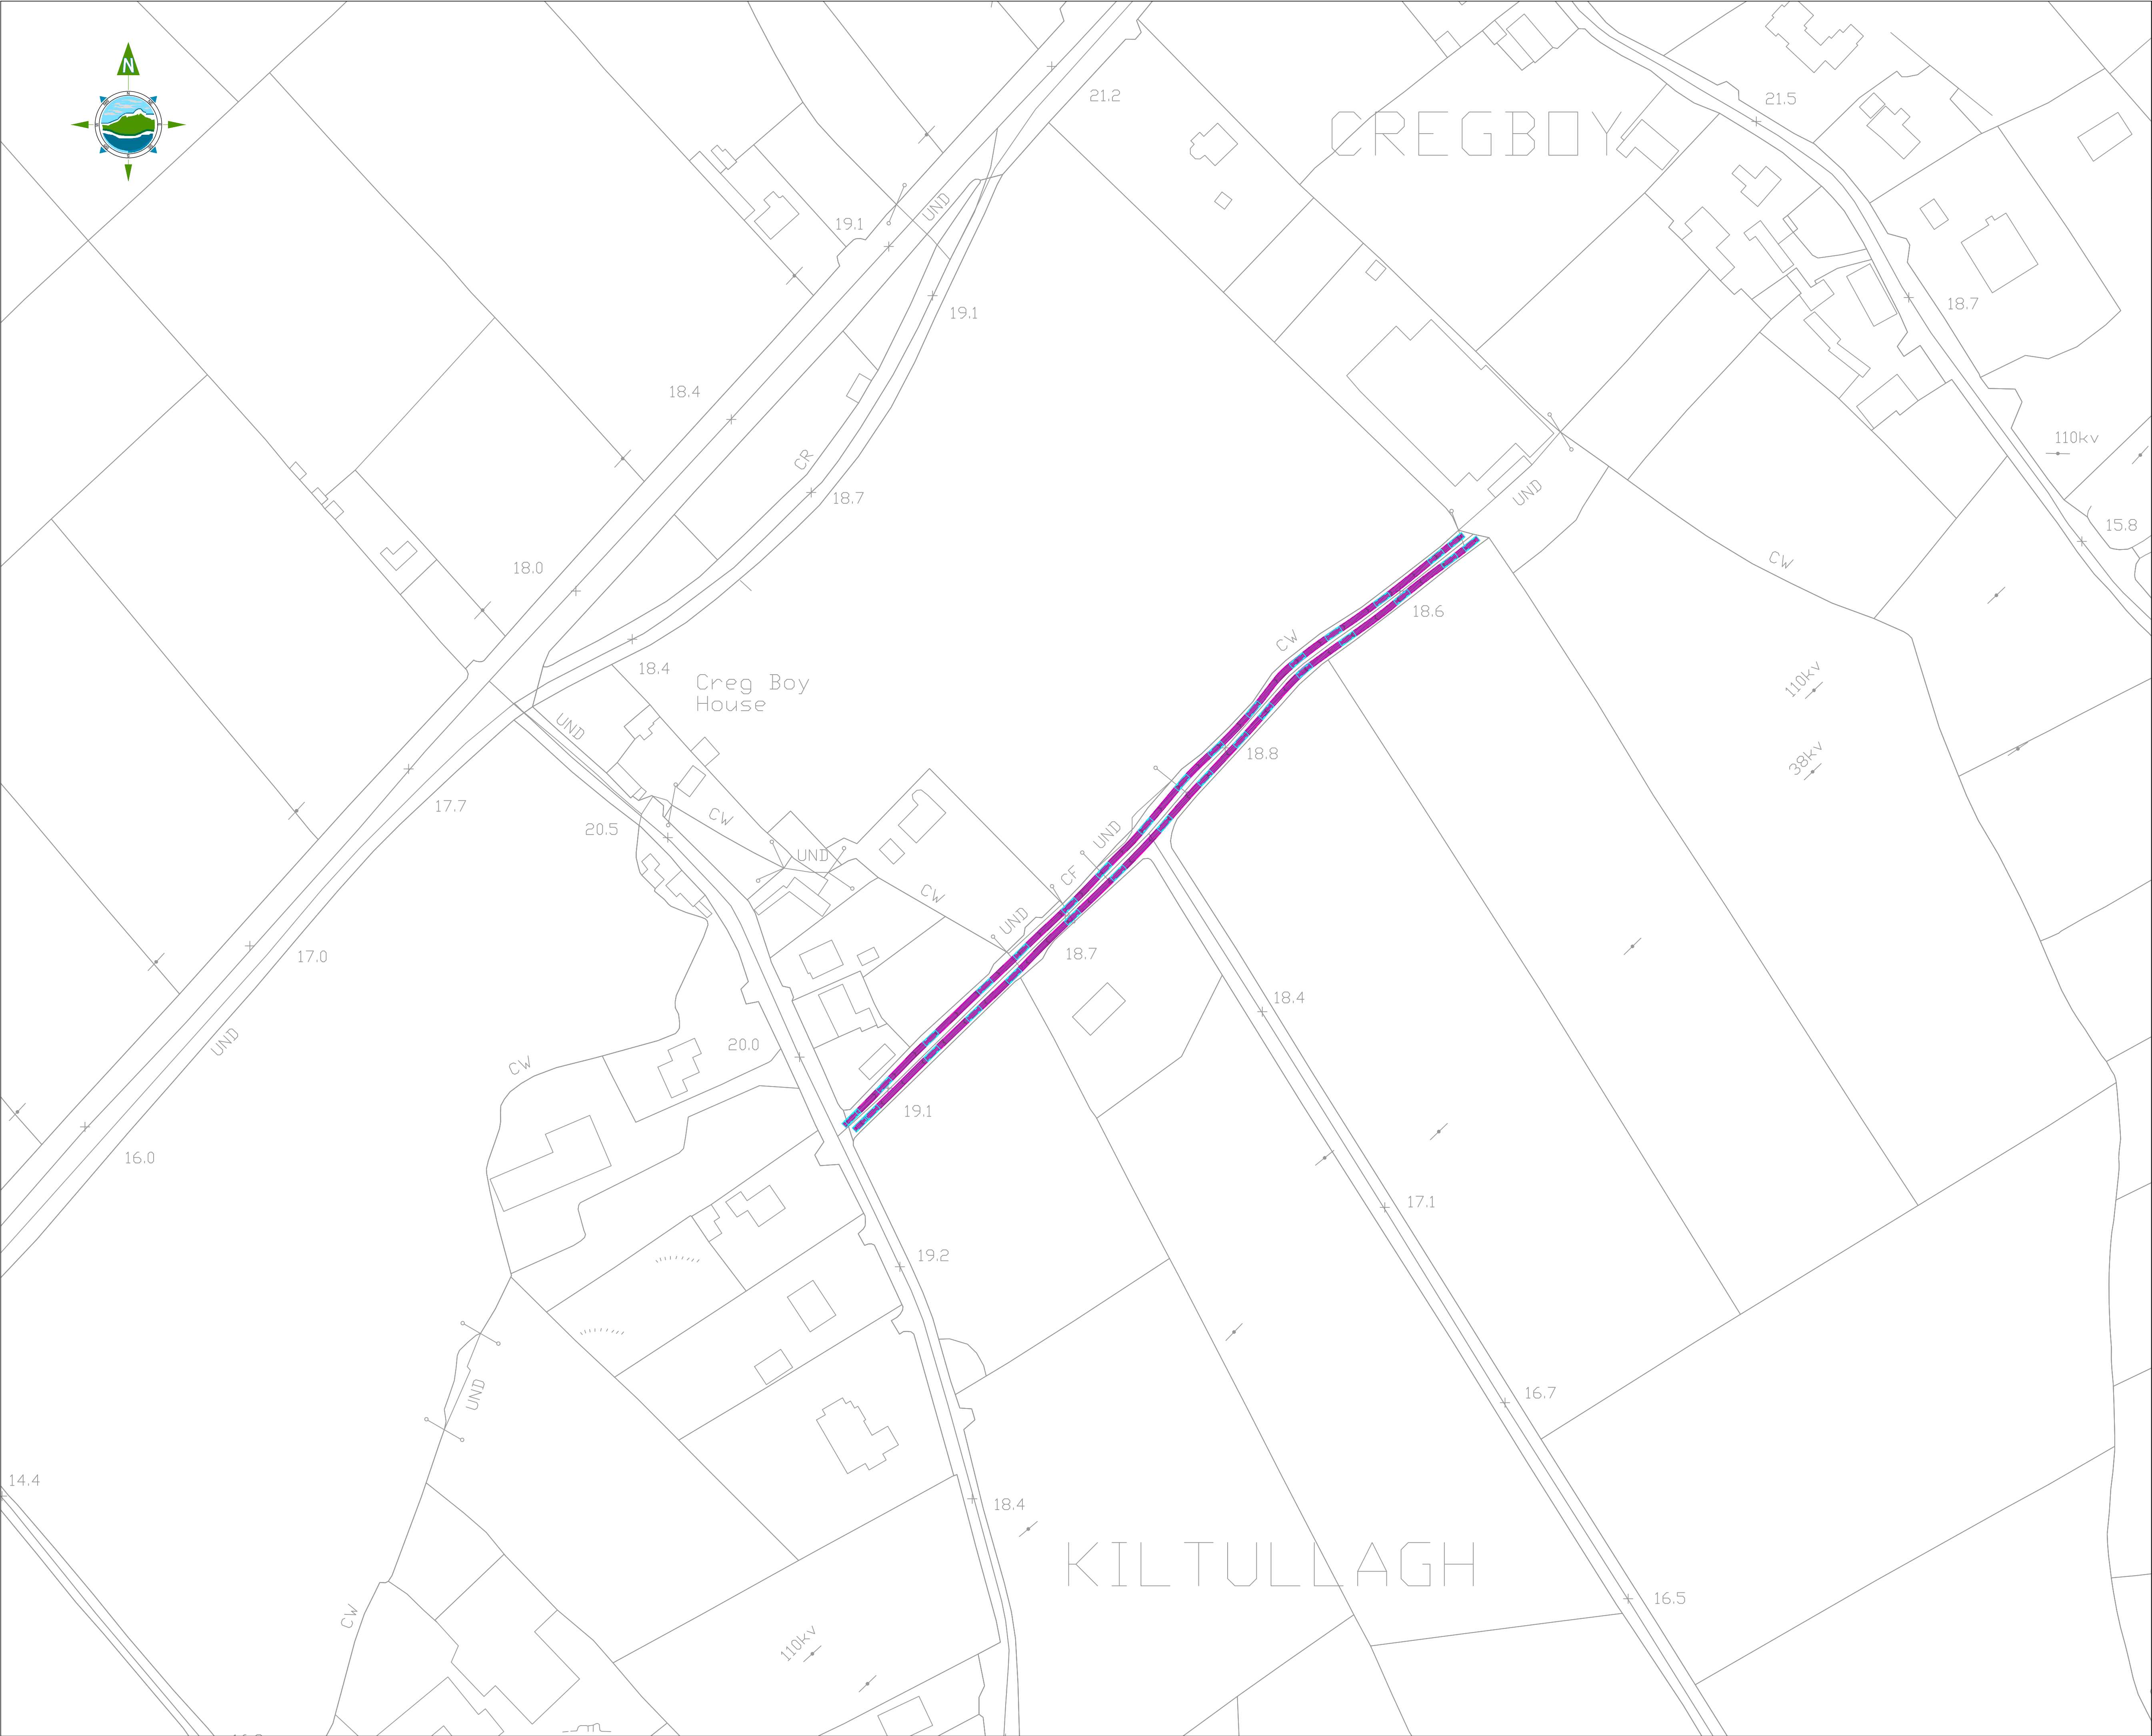 N
21.2
21.5
CREGBOY
19.1
UND
18.7
19.1
18.4
110kv
CR
18.7
UND
15.8
18.0
CW
18.6
18.4
CW
Creg Boy
House
110kv
UND
18.8
38kv
17.7
CW
20.5
UND
UND
CF
CW
UND
18.7
17.0
18.4
UND
20.0
CW
19.1
16.0
17.1
19.2
UND
16.7
14.4
18.4
KILTULLAGH
16.5
CW
110kv